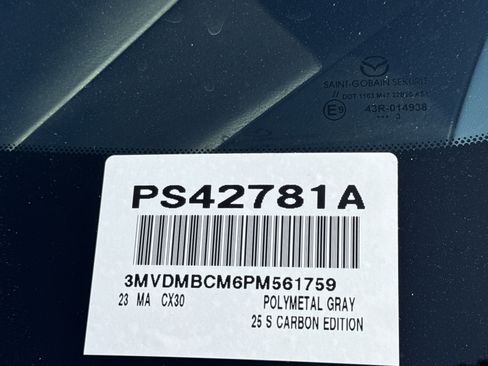 SAINT-GOBAIN SEKURIT
43R-014938
PS42781A
3MVDMBCM6PM561759
23 MA CX30 POLYMETAL GRAY
25 S CARBON EDITION